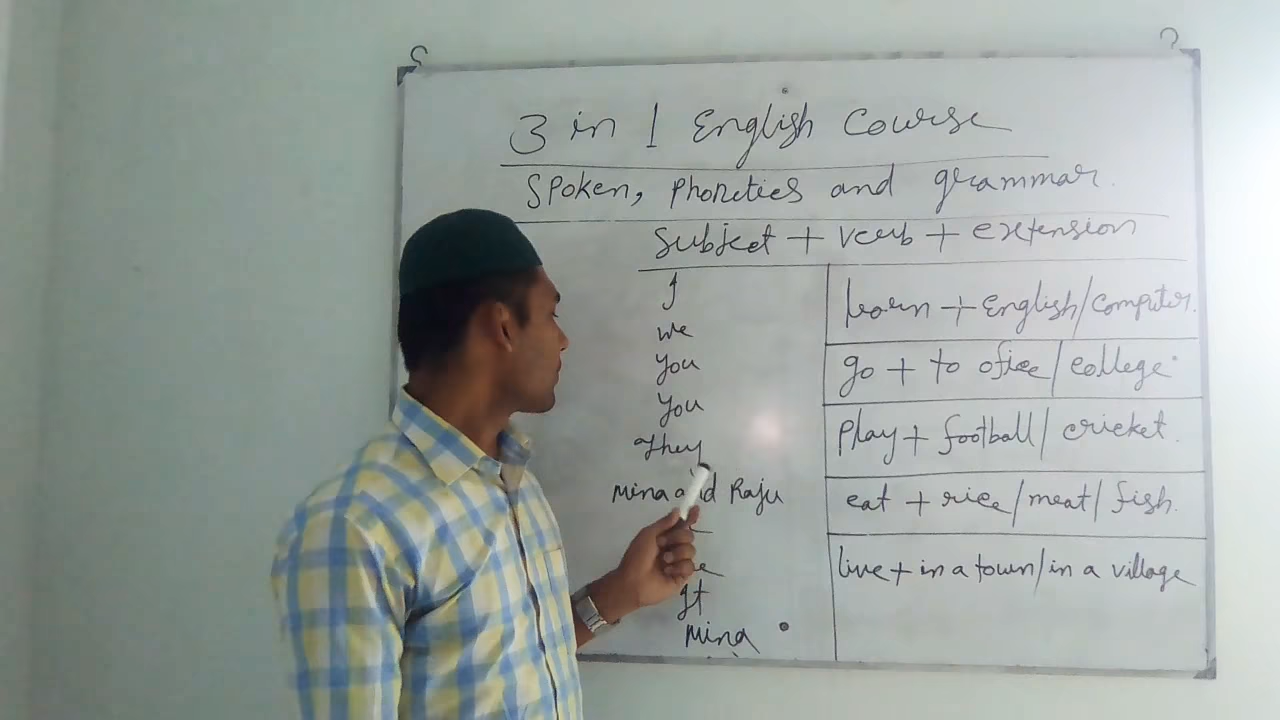 3 in 1 English Course
Spoken, Phonetics and grammar.
Subject + verb + extension
I
we
You
You
They
Mina and Raju
It
Mina
learn + English/computer.
go + to office/college
Play + football/cricket.
eat + rice/meat/fish.
live + in a town/in a village